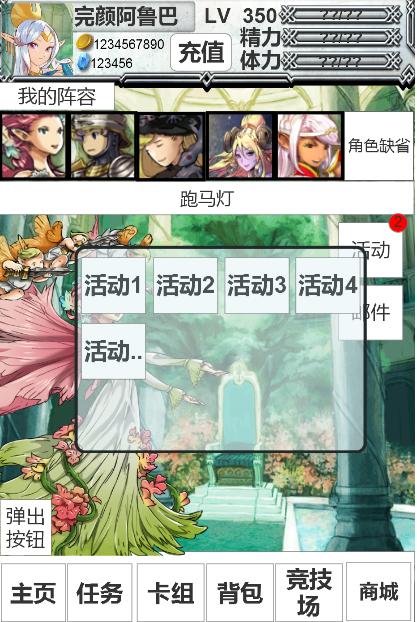 完颜阿鲁巴 LV 350 ??/??
1234567890 充值 精力
123456 体力 ??/??
我的阵容
角色缺省
跑马灯
2
活动
活动1 活动2 活动3 活动4
邮件
活动..
弹出
按钮
主页 任务 卡组 背包 竞技场 商城